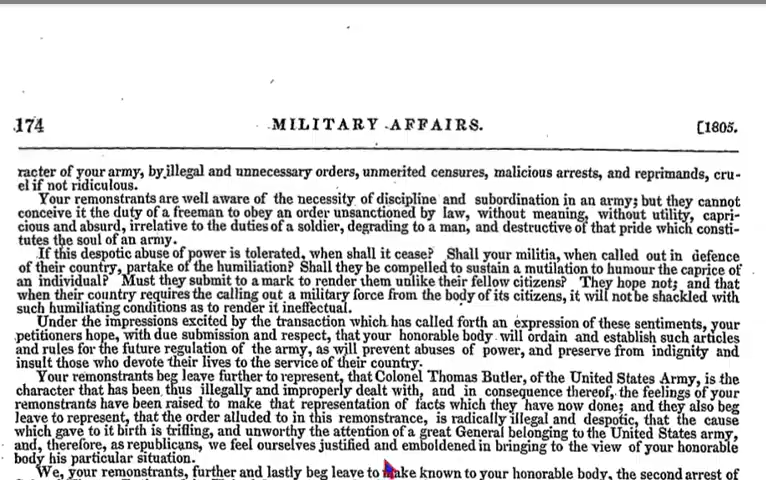 174 MILITARY AFFAIRS. [1805.
racter of your army, by illegal and unnecessary orders, unmerited censures, malicious arrests, and reprimands, cru-
el if not ridiculous.
Your remonstrants are well aware of the necessity of discipline and subordination in an army; but they cannot
conceive it the duty of a freeman to obey an order unsanctioned by law, without meaning, without utility, capri-
cious and absurd, irrelative to the duties of a soldier, degrading to a man, and destructive of that pride which consti-
tutes the soul of an army.
If this despotic abuse of power is tolerated, when shall it cease? Shall your militia, when called out in defence
of their country, partake of the humiliation? Shall they be compelled to sustain a mutilation to humour the caprice of
an individual? Must they submit to a mark to render them unlike their fellow citizens? They hope not; and that
when their country requires the calling out a military force from the body of its citizens, it will not be shackled with
such humiliating conditions as to render it ineffectual.
Under the impressions excited by the transaction which has called forth an expression of these sentiments, your
petitioners hope, with due submission and respect, that your honorable body will ordain and establish such articles
and rules for the future regulation of the army, as will prevent abuses of power, and preserve from indignity and
insult those who devote their lives to the service of their country.
Your remonstrants beg leave further to represent, that Colonel Thomas Butler, of the United States Army, is the
character that has been thus illegally and improperly dealt with, and in consequence thereof, the feelings of your
remonstrants have been raised to make that representation of facts which they have now done; and they also beg
leave to represent, that the order alluded to in this remonstrance, is radically illegal and despotic, that the cause
which gave to it birth is trifling, and unworthy the attention of a great General belonging to the United States army,
and, therefore, as republicans, we feel ourselves justified and emboldened in bringing to the view of your honorable
body his particular situation.
We, your remonstrants, further and lastly beg leave to make known to your honorable body, the second arrest of